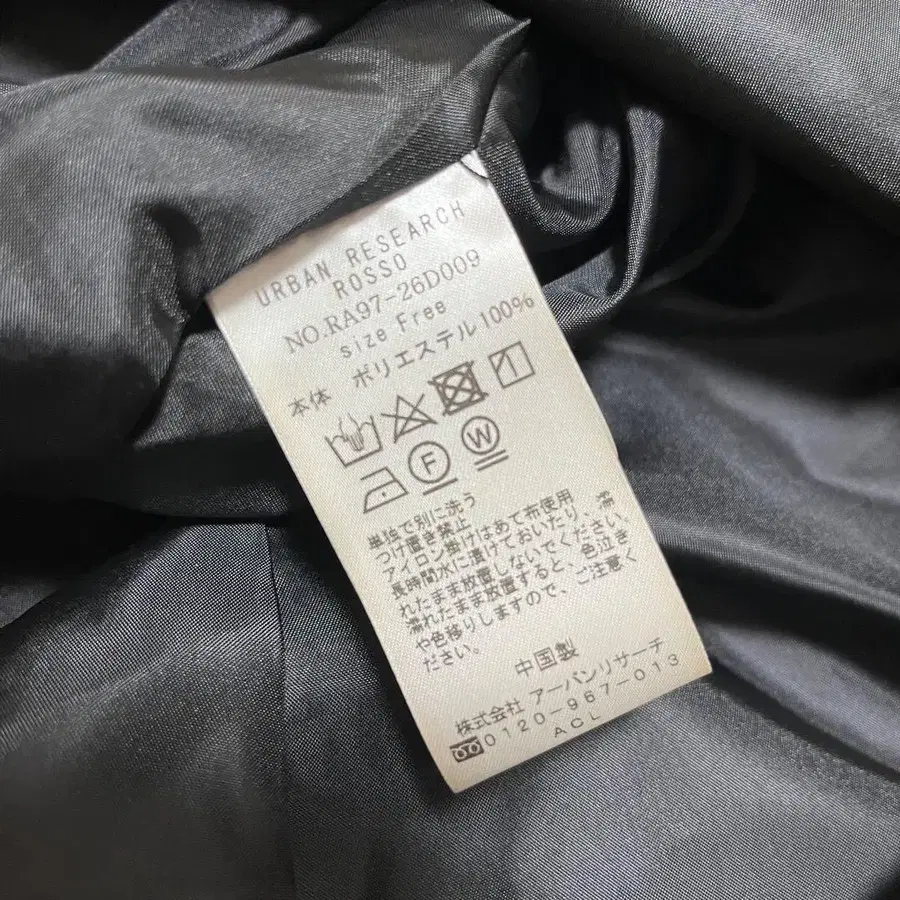 URBAN RESEARCH
ROSSO
NO.RA97-26D009
size Free
本体 ポリエステル100%
F W
単独で別に洗う
つけ置き禁止
アイロン掛けはあて布使用
長時間水に漬けておいたり、濡
れたまま放置しないでください。
濡れたまま放置すると、色泣き
や色移りしますので、ご注意く
ださい。
中国製
株式会社 アーバンリサーチ
0120-967-013
ACL